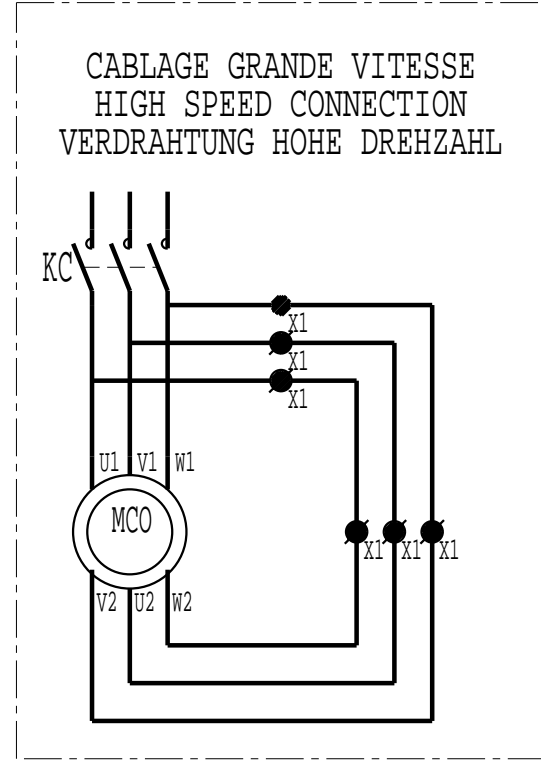 CABLAGE GRANDE VITESSE
HIGH SPEED CONNECTION
VERDRAHTUNG HOHE DREHZAHL
KC
X1
X1
X1
U1 V1 W1
MCO
X1 X1 X1
V2 U2 W2